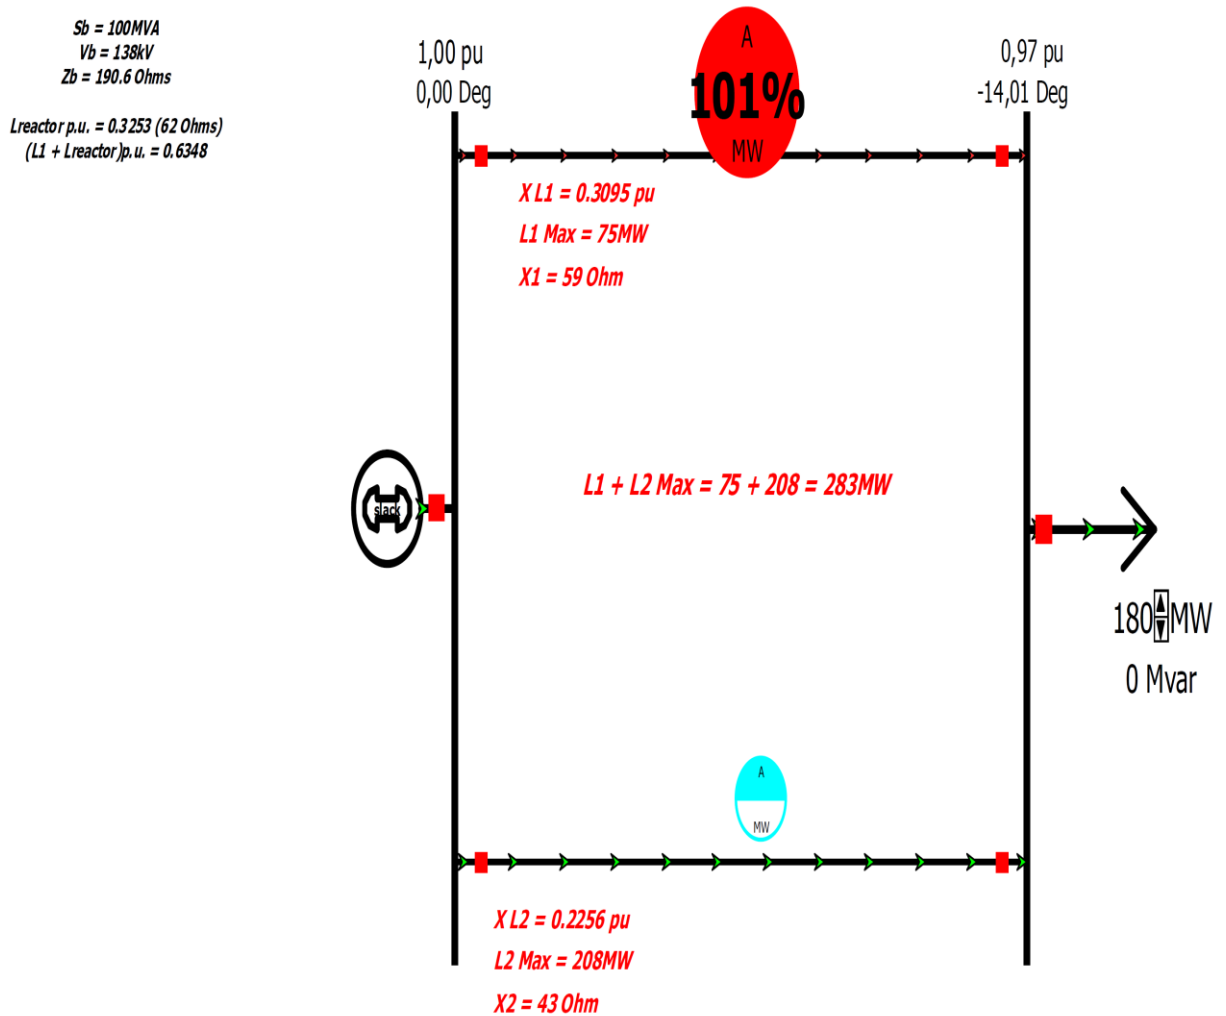 Sb = 100MVA
Vb = 138kV
Zb = 190.6 Ohms
Lreactor p.u. = 0.3253 (62 Ohms)
(L1 + Lreactor)p.u. = 0.6348
1,00 pu
0,00 Deg
A
101%
MW
0,97 pu
-14,01 Deg
X L1 = 0.3095 pu
L1 Max = 75MW
X1 = 59 Ohm
L1 + L2 Max = 75 + 208 = 283MW
slack
180 MW
0 Mvar
A
MW
X L2 = 0.2256 pu
L2 Max = 208MW
X2 = 43 Ohm